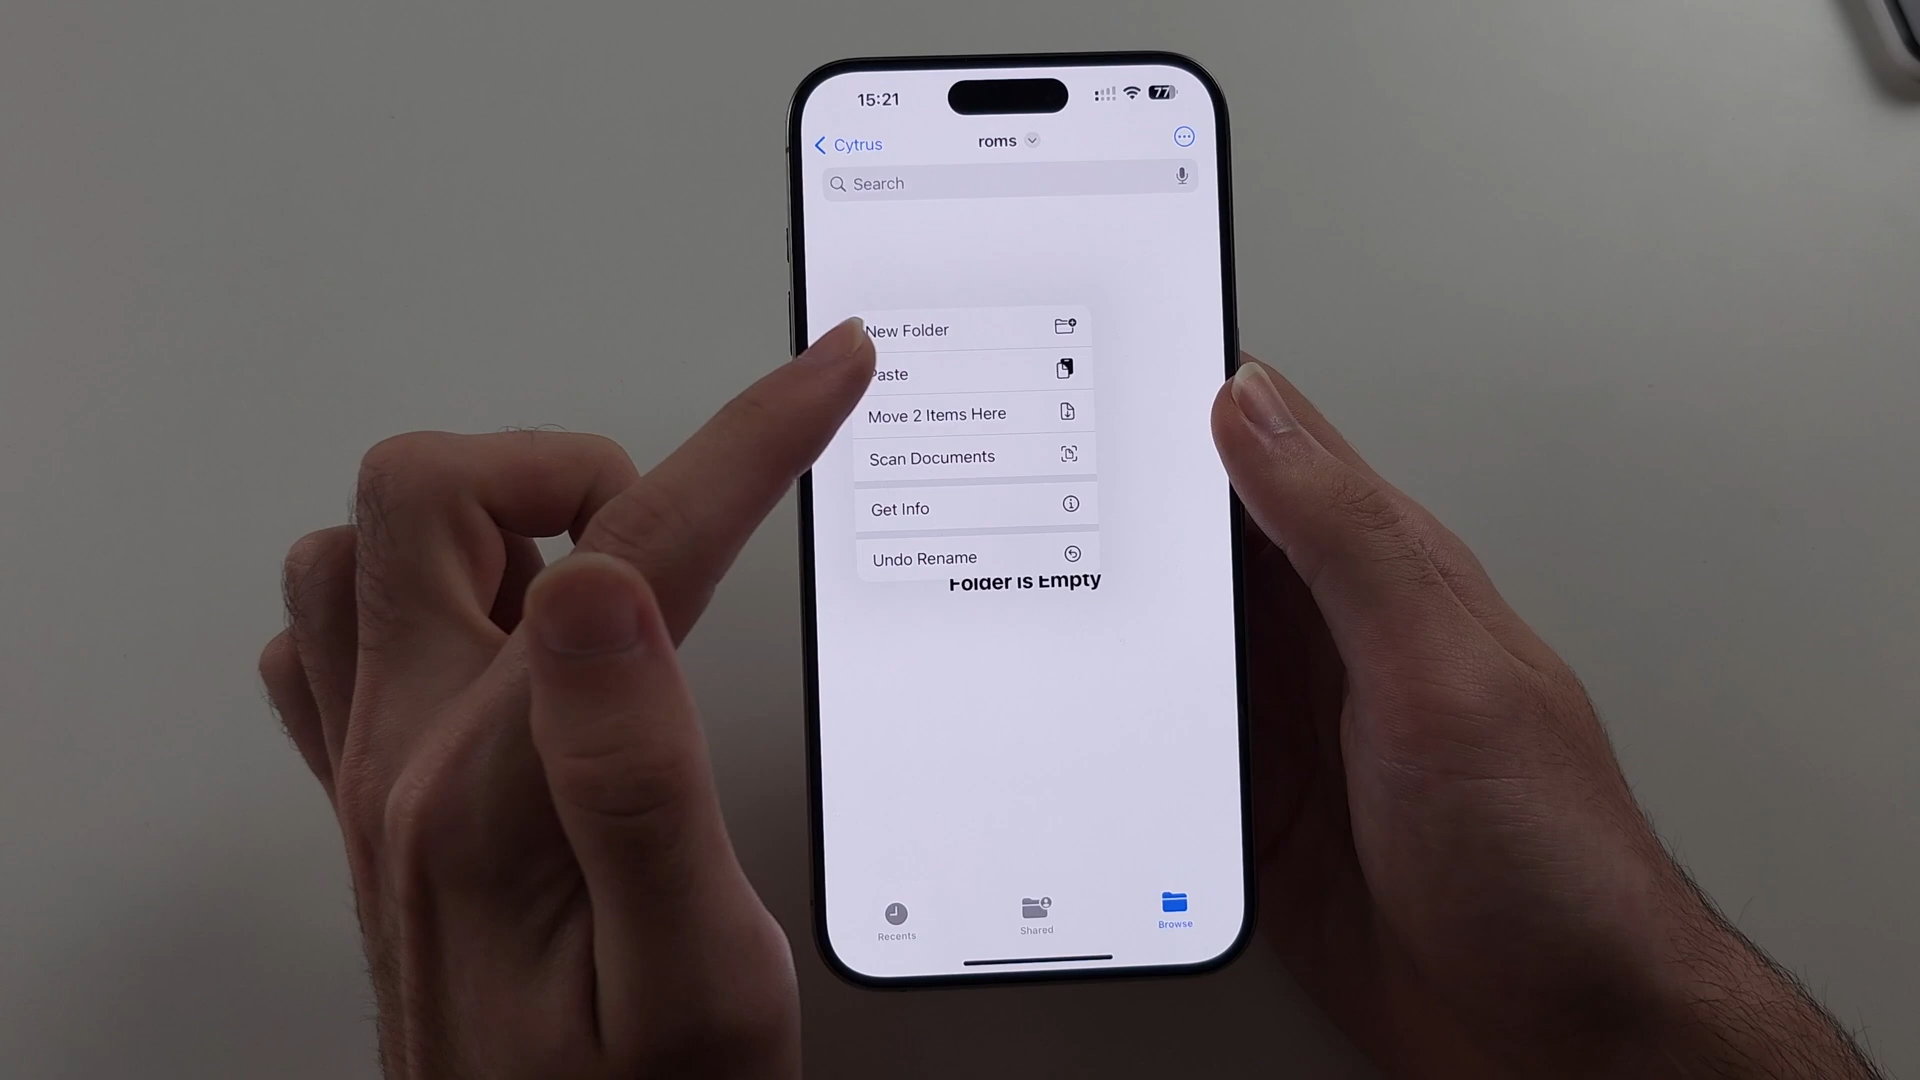 15:21
77
Cytrus
roms
Search
New Folder
Paste
Move 2 Items Here
Scan Documents
Get Info
Undo Rename
Folder is Empty
Recents
Shared
Browse